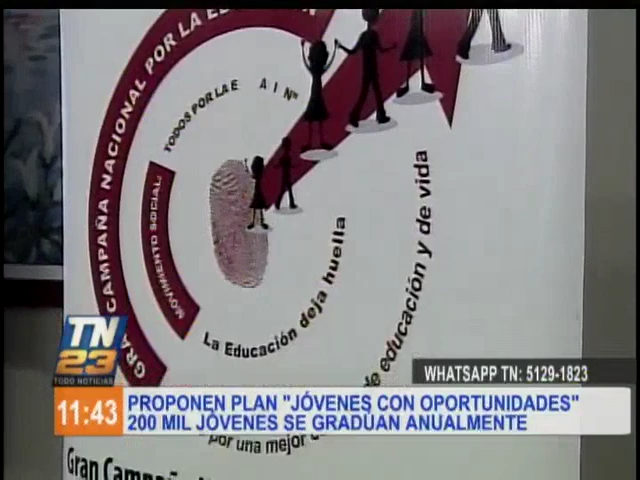 GRAN CAMPAÑA NACIONAL POR LA
MOVIMIENTO SOCIAL:
TODOS POR LA E A I N
La Educación deja huella
de educación y de vida
por una mejor
Gran
TN
23
TODO NOTICIAS
WHATSAPP TN: 5129-1823
11:43
PROPONEN PLAN "JÓVENES CON OPORTUNIDADES"
200 MIL JÓVENES SE GRADÚAN ANUALMENTE